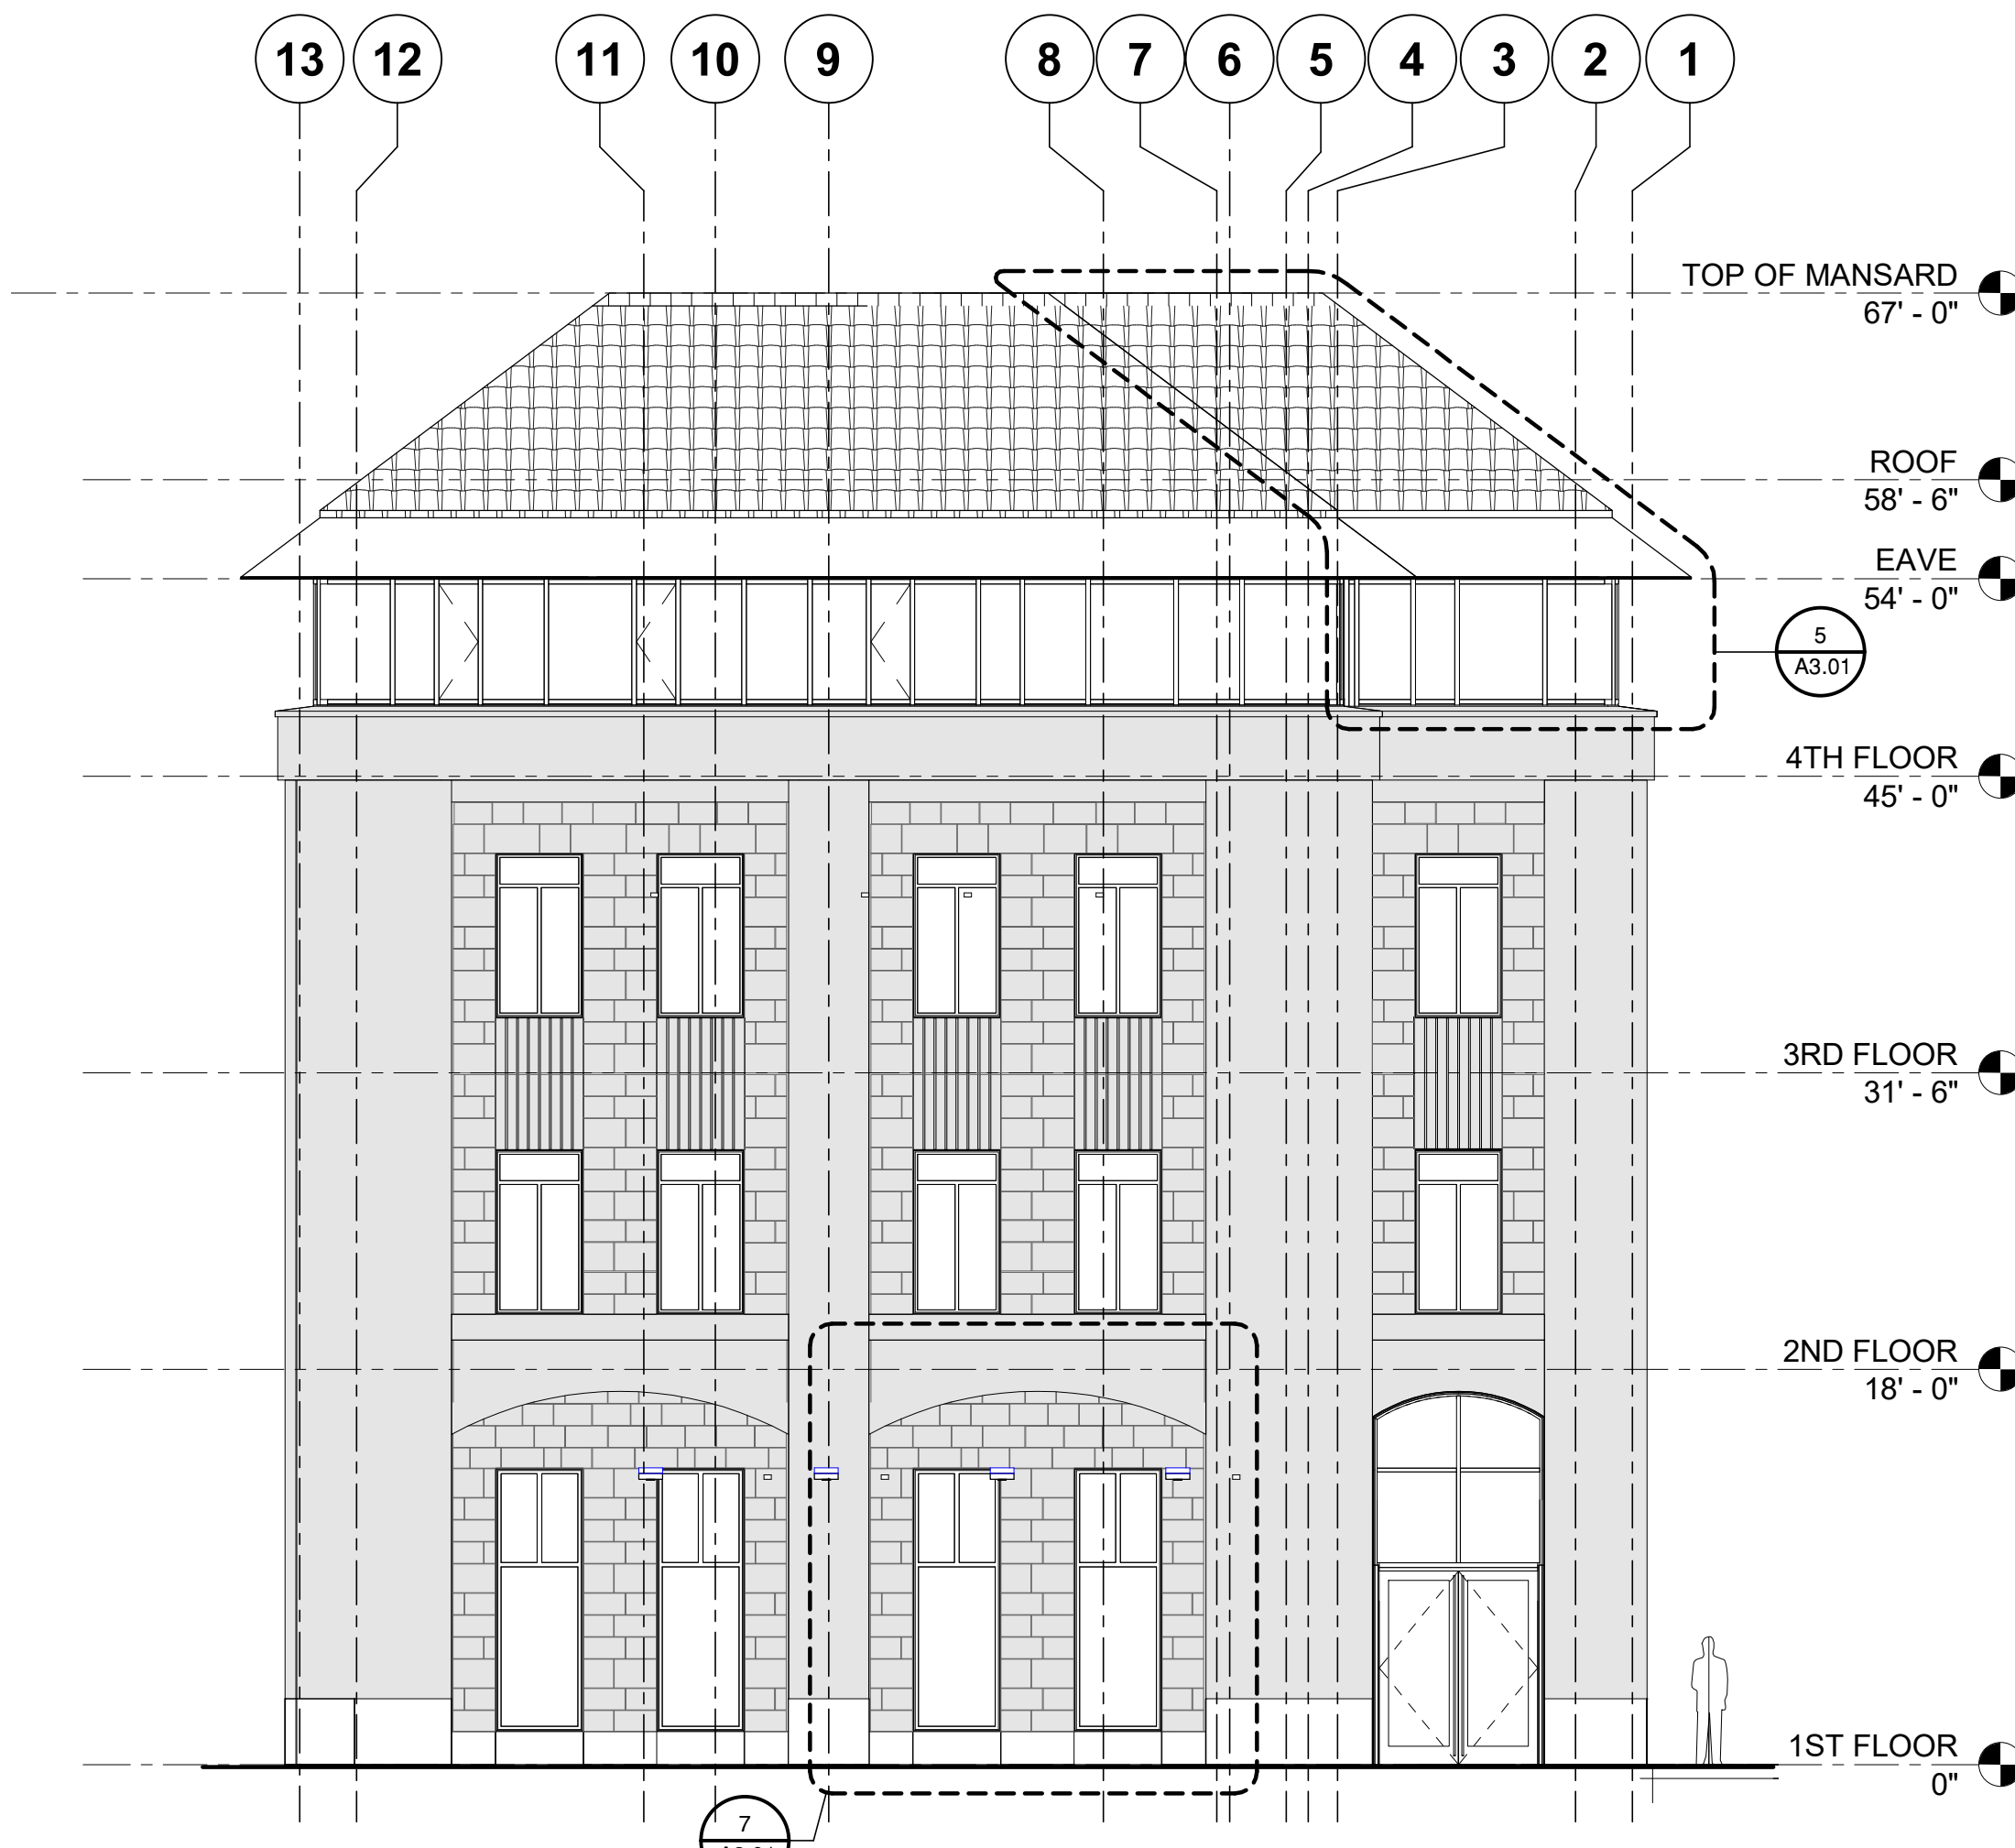 13 12 11 10 9 8 7 6 5 4 3 2 1
TOP OF MANSARD
67' - 0"
ROOF
58' - 6"
EAVE
54' - 0"
5
A3.01
4TH FLOOR
45' - 0"
3RD FLOOR
31' - 6"
2ND FLOOR
18' - 0"
1ST FLOOR
0"
7